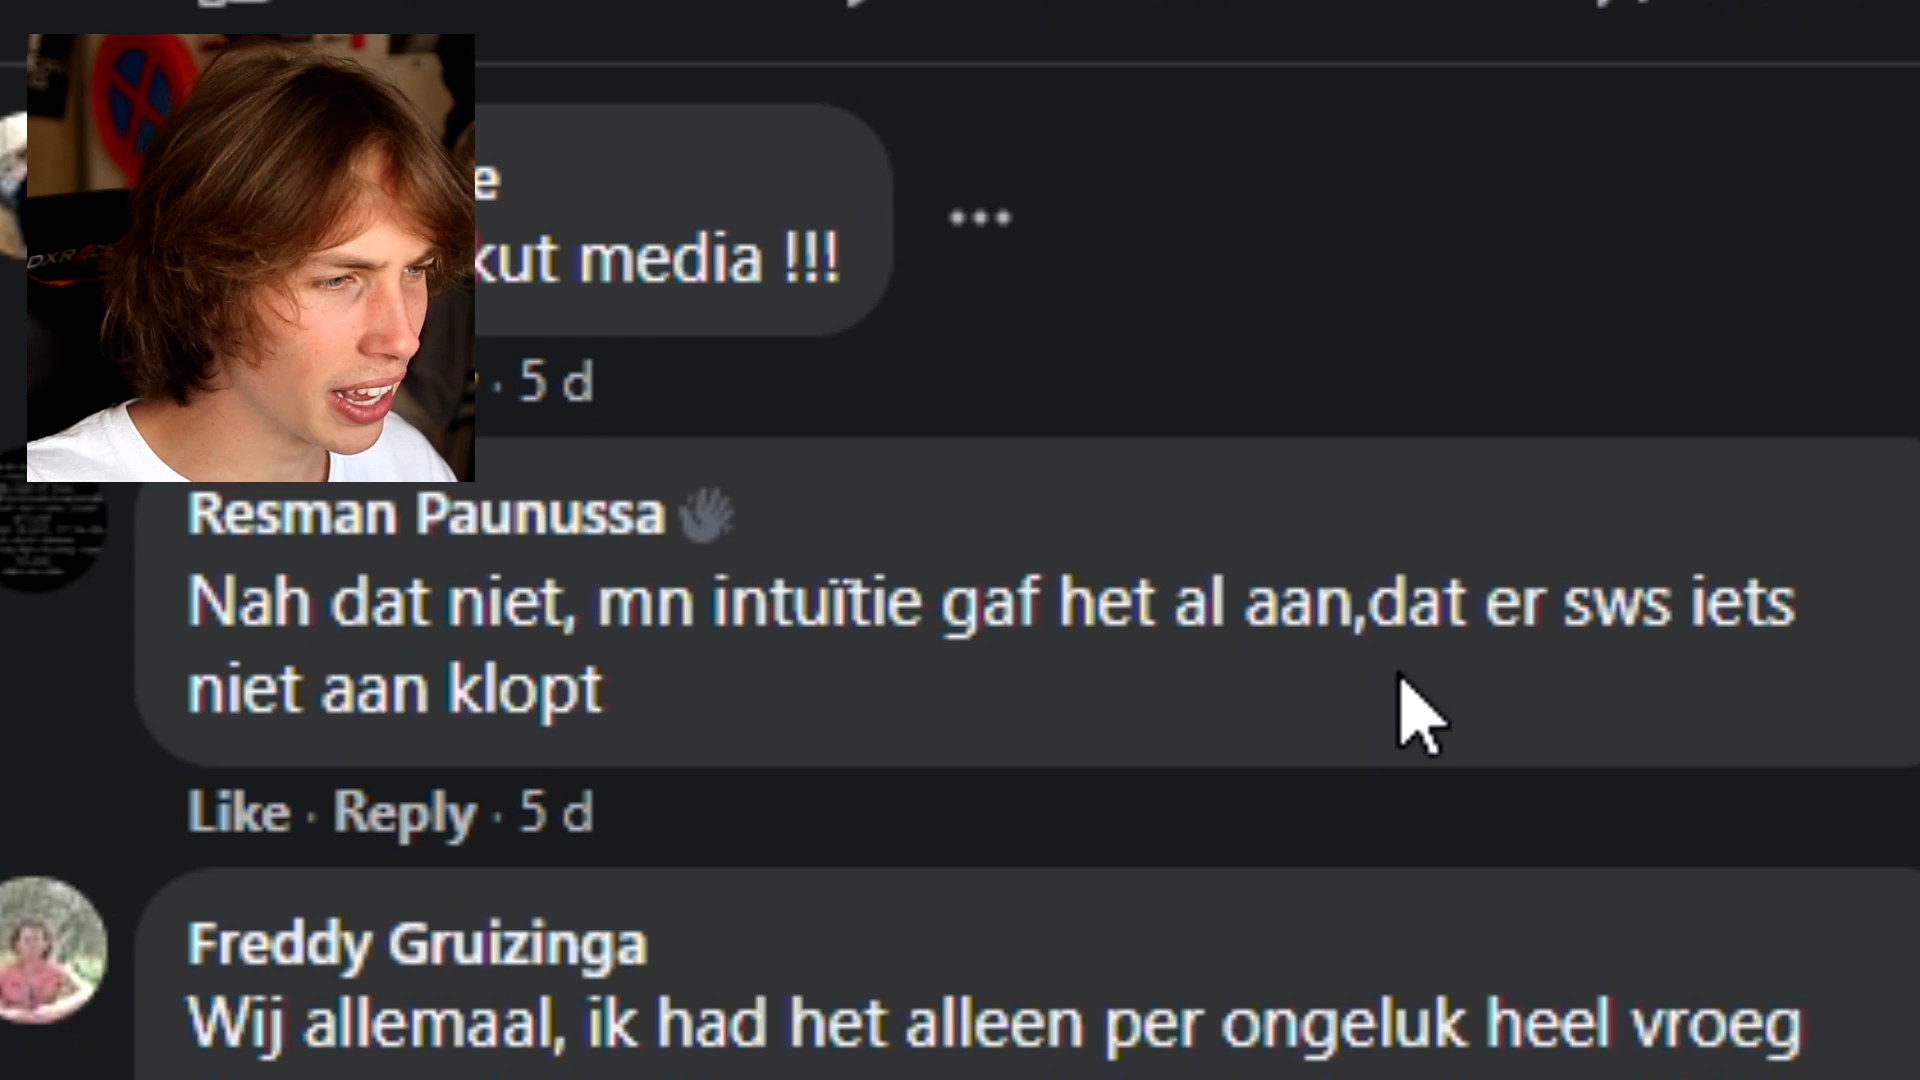 DXRACER
e
kut media !!!
· 5 d
Resman Paunussa
Nah dat niet, mn intuïtie gaf het al aan,dat er sws iets
niet aan klopt
Like · Reply · 5 d
Freddy Gruizinga
Wij allemaal, ik had het alleen per ongeluk heel vroeg